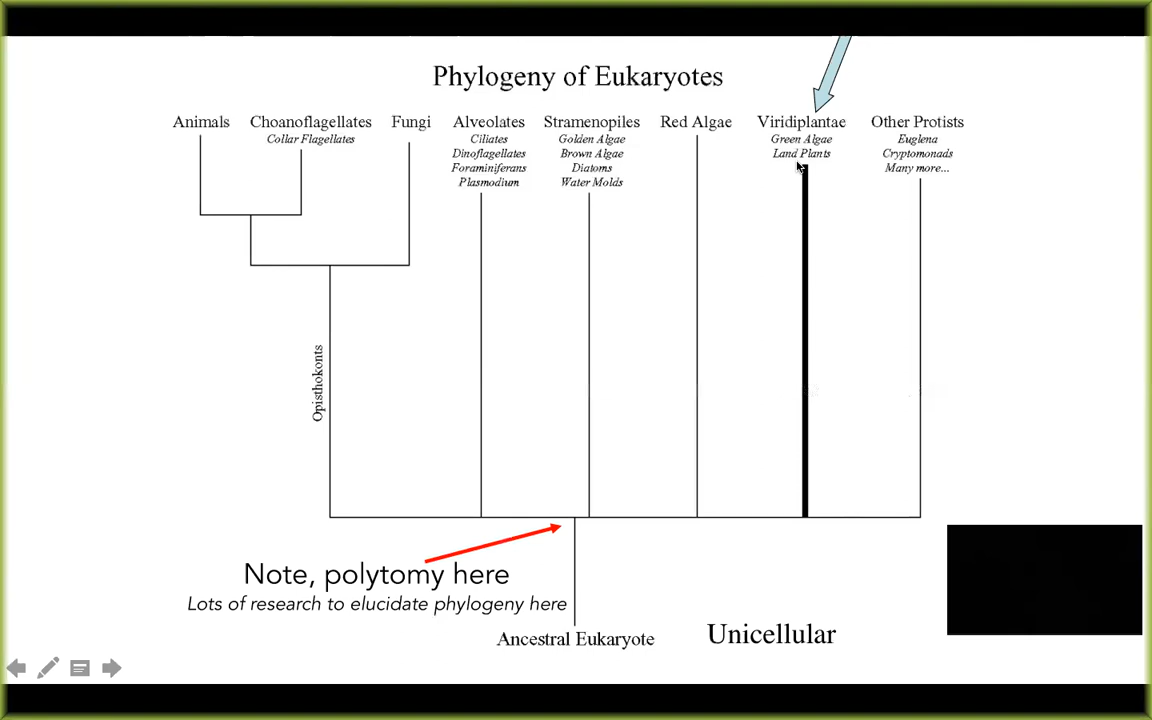 Phylogeny of Eukaryotes
Animals
Choanoflagellates
Collar Flagellates
Fungi
Alveolates
Ciliates
Dinoflagellates
Foraminiferans
Plasmodium
Stramenopiles
Golden Algae
Brown Algae
Diatoms
Water Molds
Red Algae
Viridiplantae
Green Algae
Land Plants
Other Protists
Euglena
Cryptomonads
Many more...
Opisthokonts
Note, polytomy here
Lots of research to elucidate phylogeny here
Ancestral Eukaryote
Unicellular